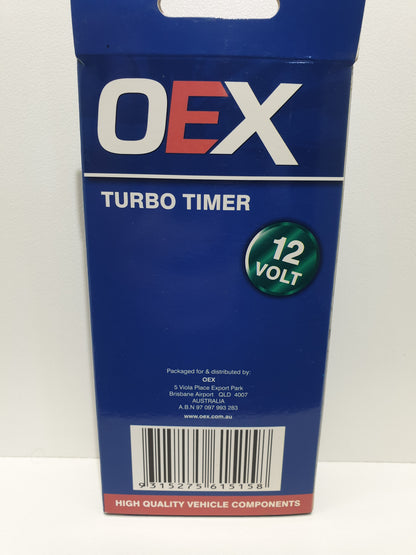 OEX
TURBO TIMER
12
VOLT
Packaged for & distributed by:
OEX
5 Viola Place Export Park
Brisbane Airport QLD 4007
AUSTRALIA
A.B.N 97 097 993 283
www.oex.com.au
9 315275 615158
HIGH QUALITY VEHICLE COMPONENTS